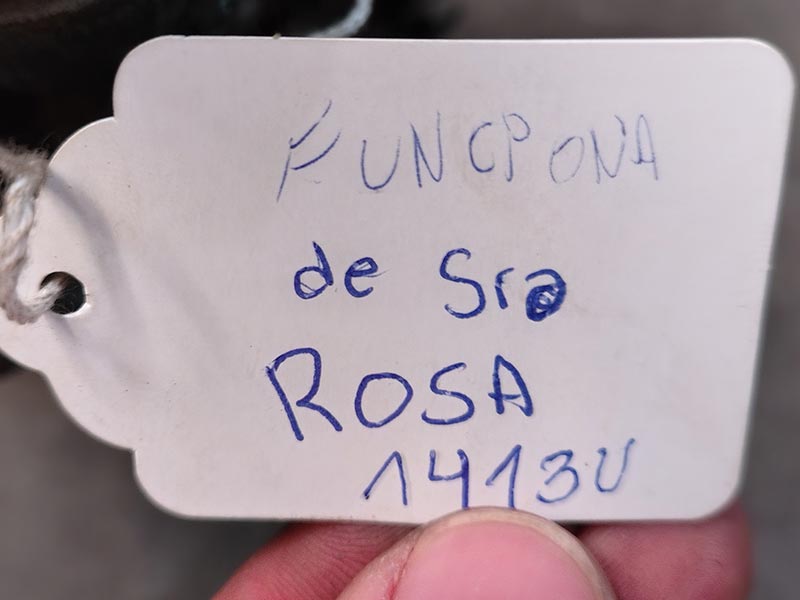 FUNCPONA
de Sra
ROSA
1413U